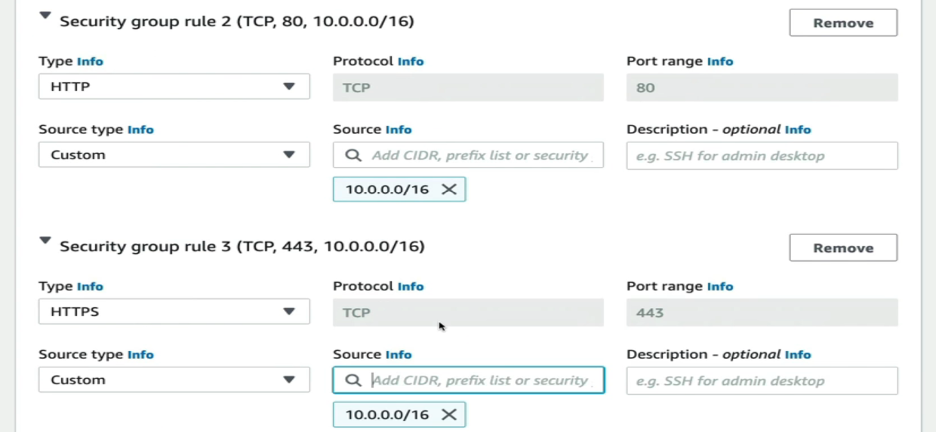 Security group rule 2 (TCP, 80, 10.0.0.0/16)
Remove
Type Info
Protocol Info
Port range Info
HTTP
TCP
80
Source type Info
Source Info
Description - optional Info
Custom
Add CIDR, prefix list or security
e.g. SSH for admin desktop
10.0.0.0/16
Security group rule 3 (TCP, 443, 10.0.0.0/16)
Remove
Type Info
Protocol Info
Port range Info
HTTPS
TCP
443
Source type Info
Source Info
Description - optional Info
Custom
Add CIDR, prefix list or security
e.g. SSH for admin desktop
10.0.0.0/16